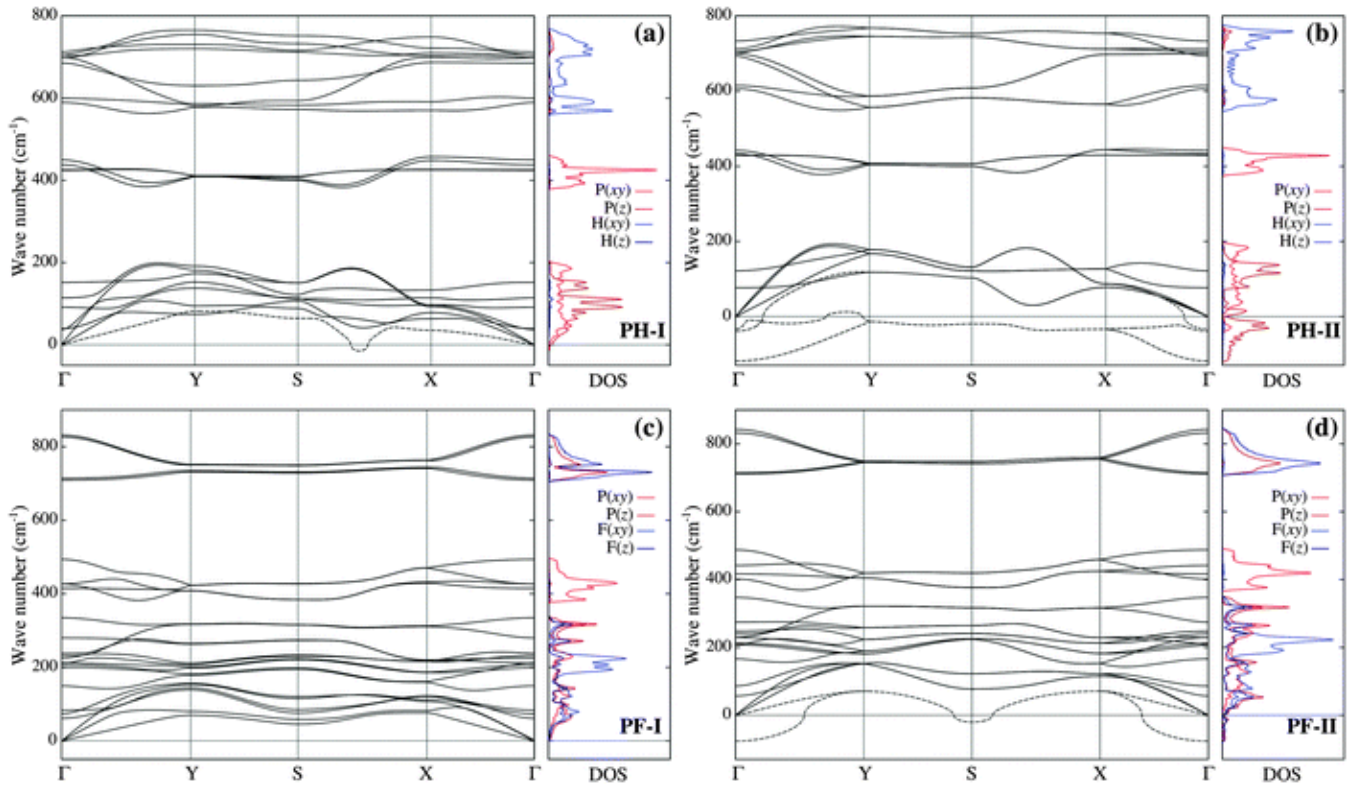 (a)
Wave number (cm⁻¹)
800
600
400
200
0
P(xy)
P(z)
H(xy)
H(z)
PH-I
Γ Y S X Γ
DOS
(b)
Wave number (cm⁻¹)
800
600
400
200
0
P(xy)
P(z)
H(xy)
H(z)
PH-II
Γ Y S X Γ
DOS
(c)
Wave number (cm⁻¹)
800
600
400
200
0
P(xy)
P(z)
F(xy)
F(z)
PF-I
Γ Y S X Γ
DOS
(d)
Wave number (cm⁻¹)
800
600
400
200
0
P(xy)
P(z)
F(xy)
F(z)
PF-II
Γ Y S X Γ
DOS